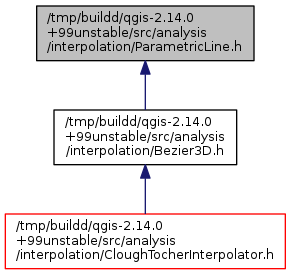 /tmp/buildd/qgis-2.14.0
+99unstable/src/analysis
/interpolation/ParametricLine.h
/tmp/buildd/qgis-2.14.0
+99unstable/src/analysis
/interpolation/Bezier3D.h
/tmp/buildd/qgis-2.14.0
+99unstable/src/analysis
/interpolation/CloughTocherInterpolator.h